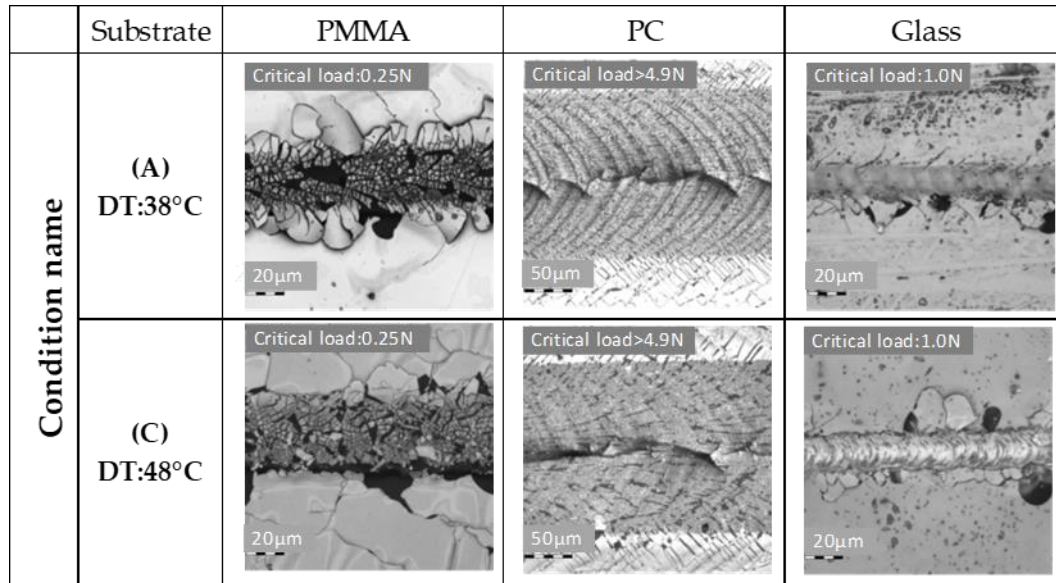 Substrate PMMA PC Glass
Condition name
(A)
DT:38°C
Critical load:0.25N
20μm
Critical load>4.9N
50μm
Critical load:1.0N
20μm
(C)
DT:48°C
Critical load:0.25N
20μm
Critical load>4.9N
50μm
Critical load:1.0N
20μm